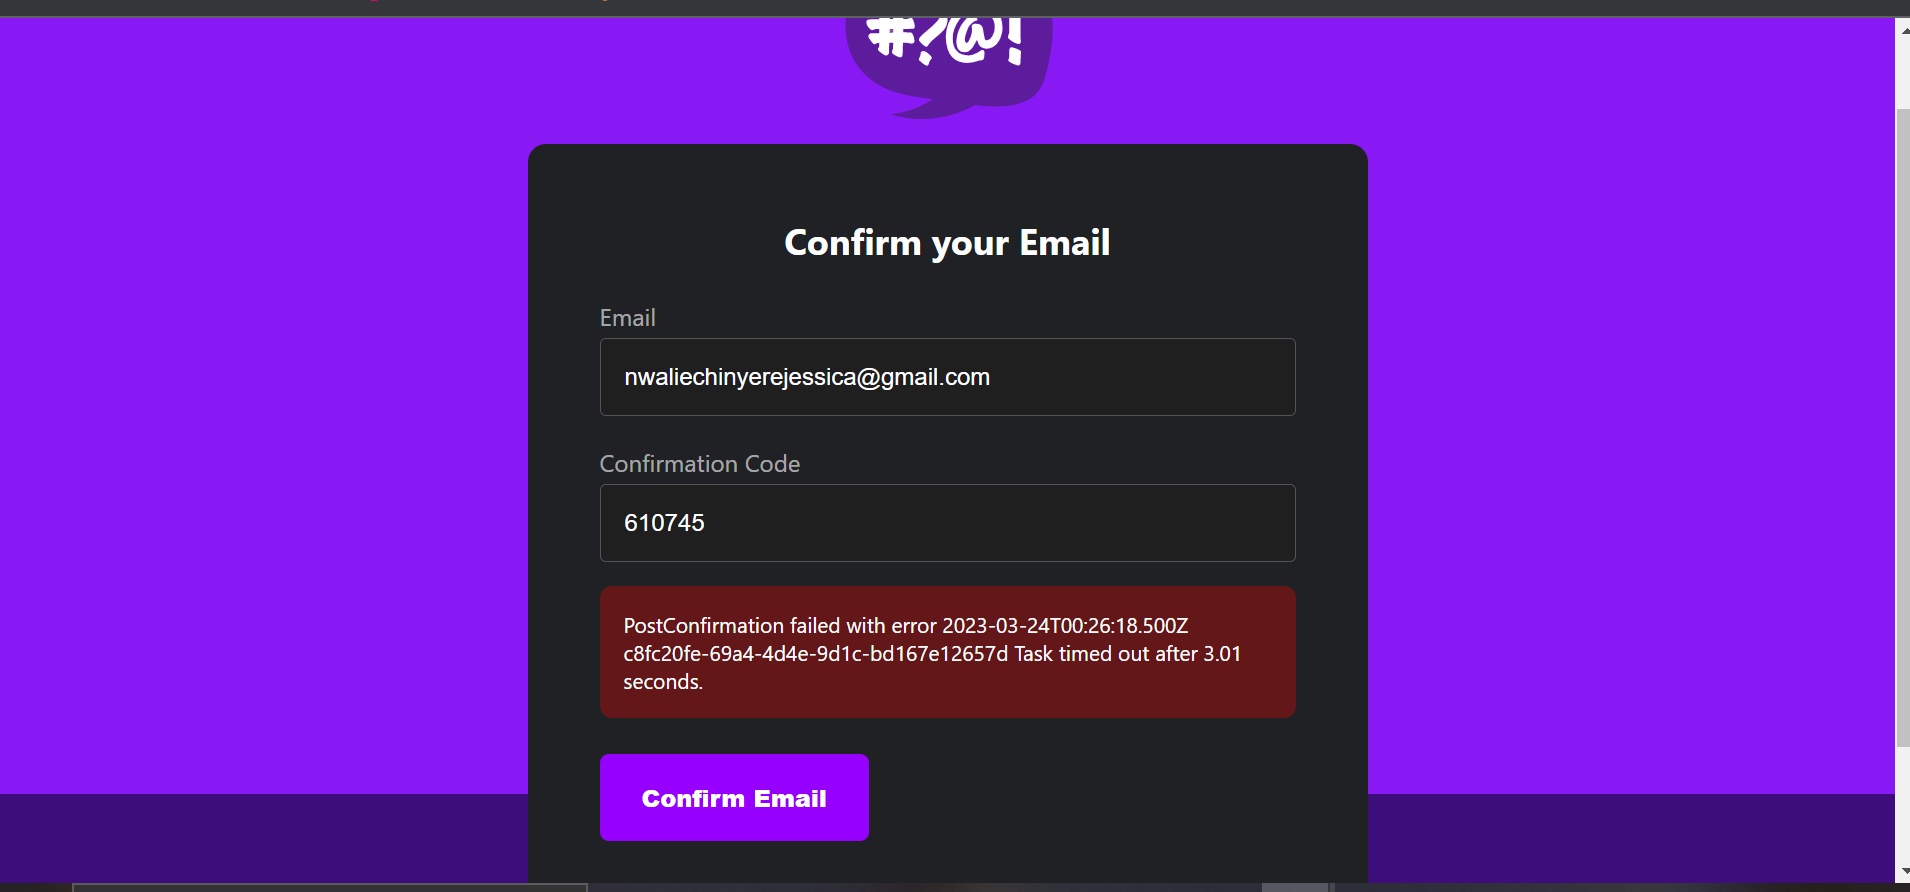 #?@!
Confirm your Email
Email
nwaliechinyerejessica@gmail.com
Confirmation Code
610745
PostConfirmation failed with error 2023-03-24T00:26:18.500Z
c8fc20fe-69a4-4d4e-9d1c-bd167e12657d Task timed out after 3.01
seconds.
Confirm Email